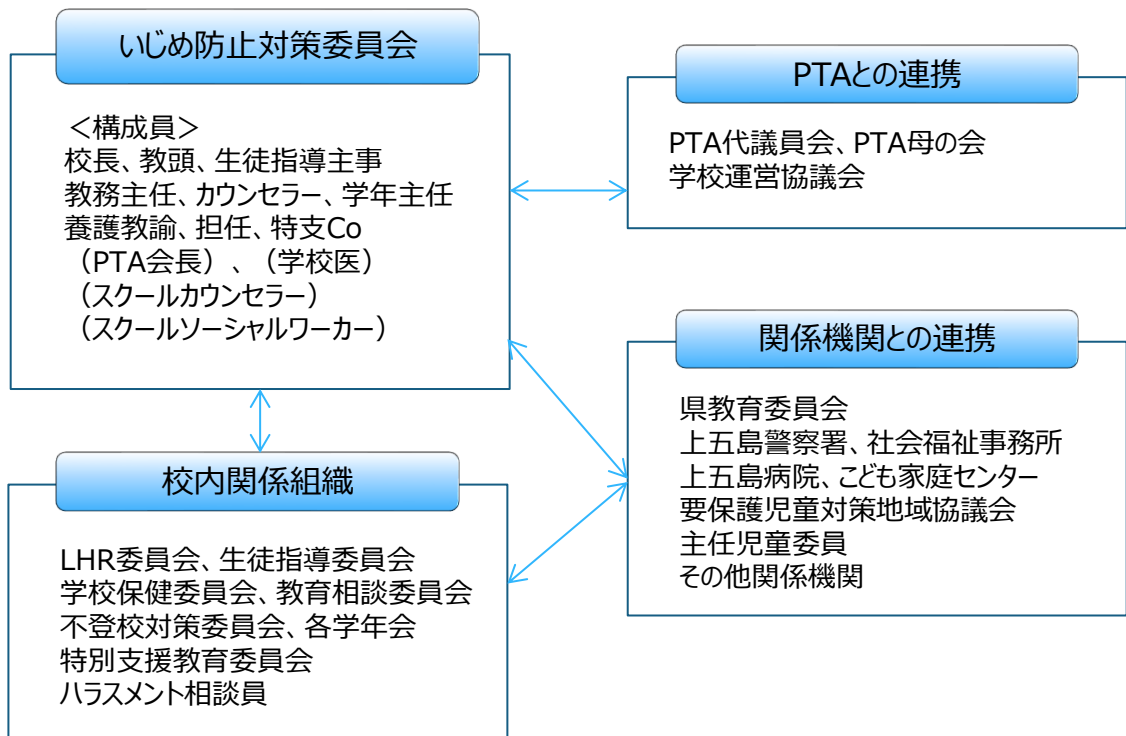 いじめ防止対策委員会
＜構成員＞
校長、教頭、生徒指導主事
教務主任、カウンセラー、学年主任
養護教諭、担任、特支Co
（PTA会長）、（学校医）
（スクールカウンセラー）
（スクールソーシャルワーカー）
PTAとの連携
PTA代議員会、PTA母の会
学校運営協議会
関係機関との連携
県教育委員会
上五島警察署、社会福祉事務所
上五島病院、こども家庭センター
要保護児童対策地域協議会
主任児童委員
その他関係機関
校内関係組織
LHR委員会、生徒指導委員会
学校保健委員会、教育相談委員会
不登校対策委員会、各学年会
特別支援教育委員会
ハラスメント相談員